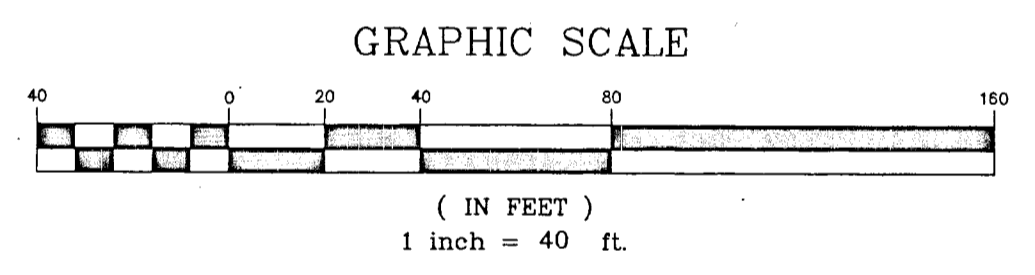 GRAPHIC SCALE
40 0 20 40 80 160
( IN FEET )
1 inch = 40 ft.